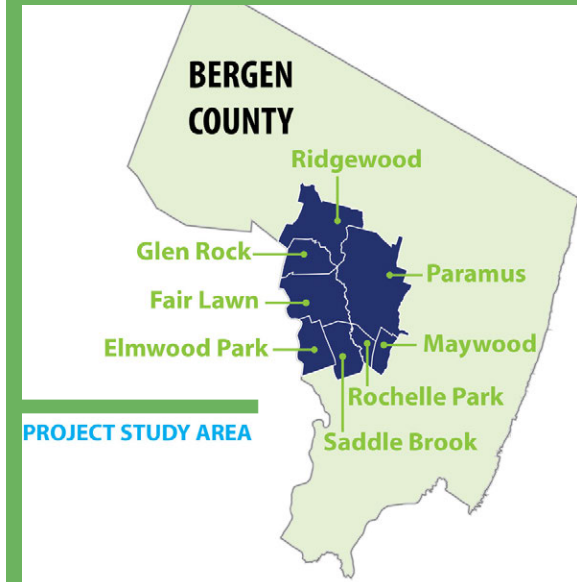 BERGEN
COUNTY
Ridgewood
Glen Rock
Paramus
Fair Lawn
Elmwood Park
Maywood
Rochelle Park
PROJECT STUDY AREA
Saddle Brook